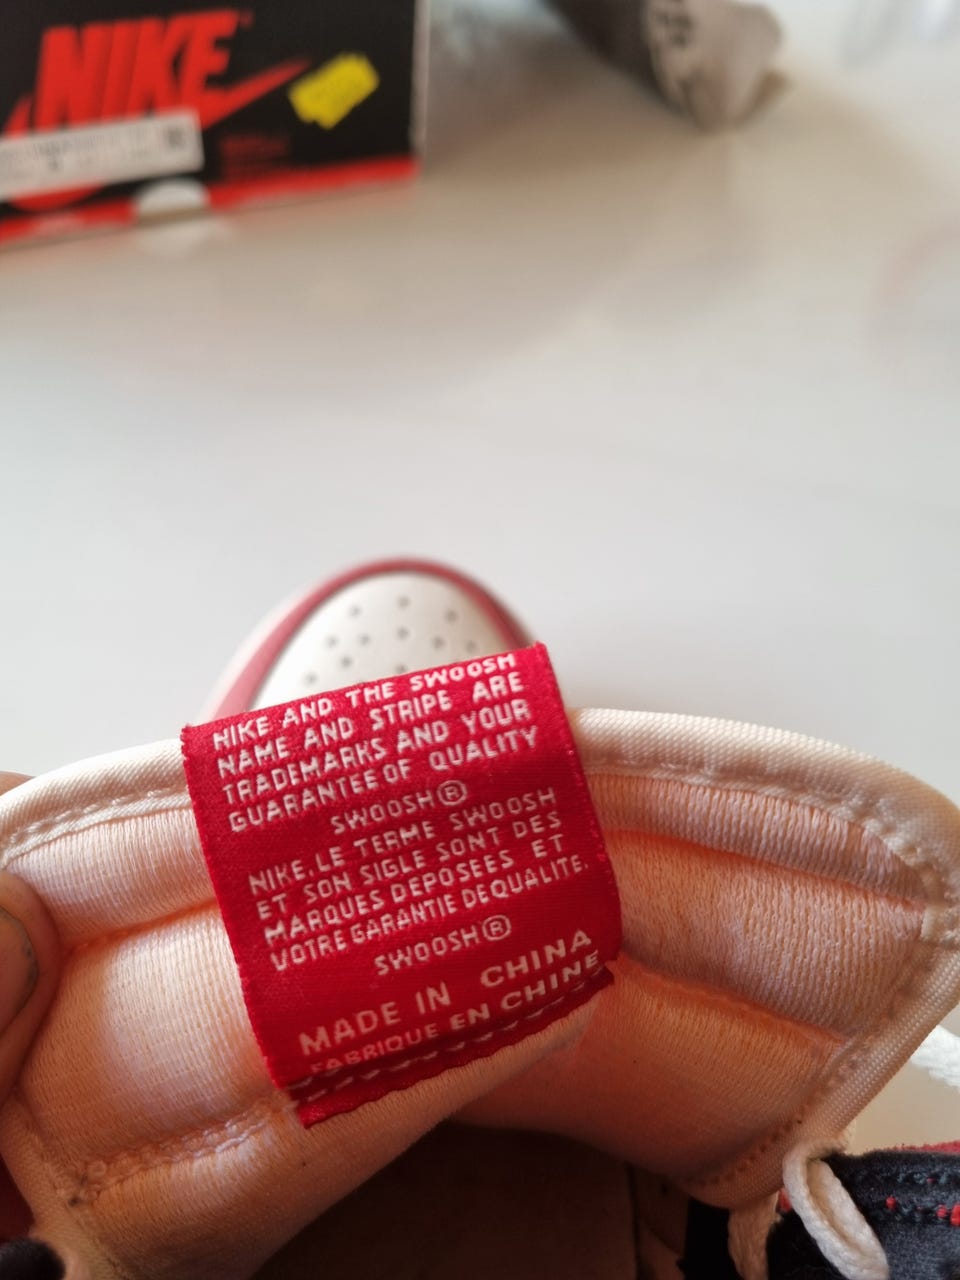 NIKE
NIKE AND THE SWOOSH
NAME AND STRIPE ARE
TRADEMARKS AND YOUR
GUARANTEE OF QUALITY
SWOOSH®
NIKE, LE TERME SWOOSH
ET SON SIGLE SONT DES
MARQUES DEPOSEES ET
VOTRE GARANTIE DE QUALITE.
SWOOSH®
MADE IN CHINA
FABRIQUE EN CHINE